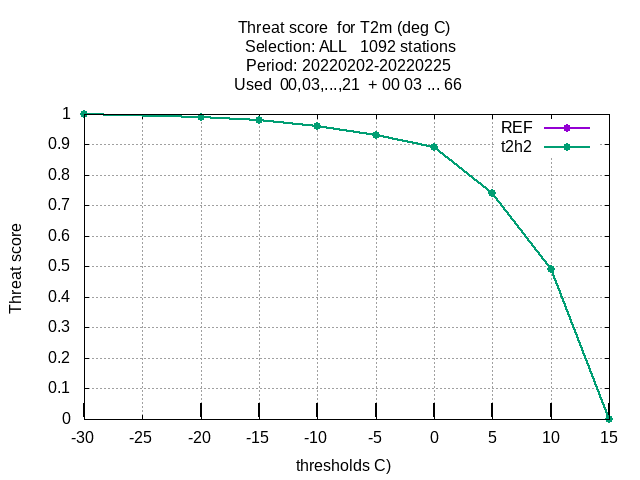 Threat score  for T2m (deg C)
Selection: ALL   1092 stations
Period: 20220202-20220225
Used  00,03,...,21  + 00 03 ... 66
REF
t2h2
1
0.9
0.8
0.7
0.6
0.5
0.4
0.3
0.2
0.1
0
Threat score
-30 -25 -20 -15 -10 -5 0 5 10 15
thresholds C)